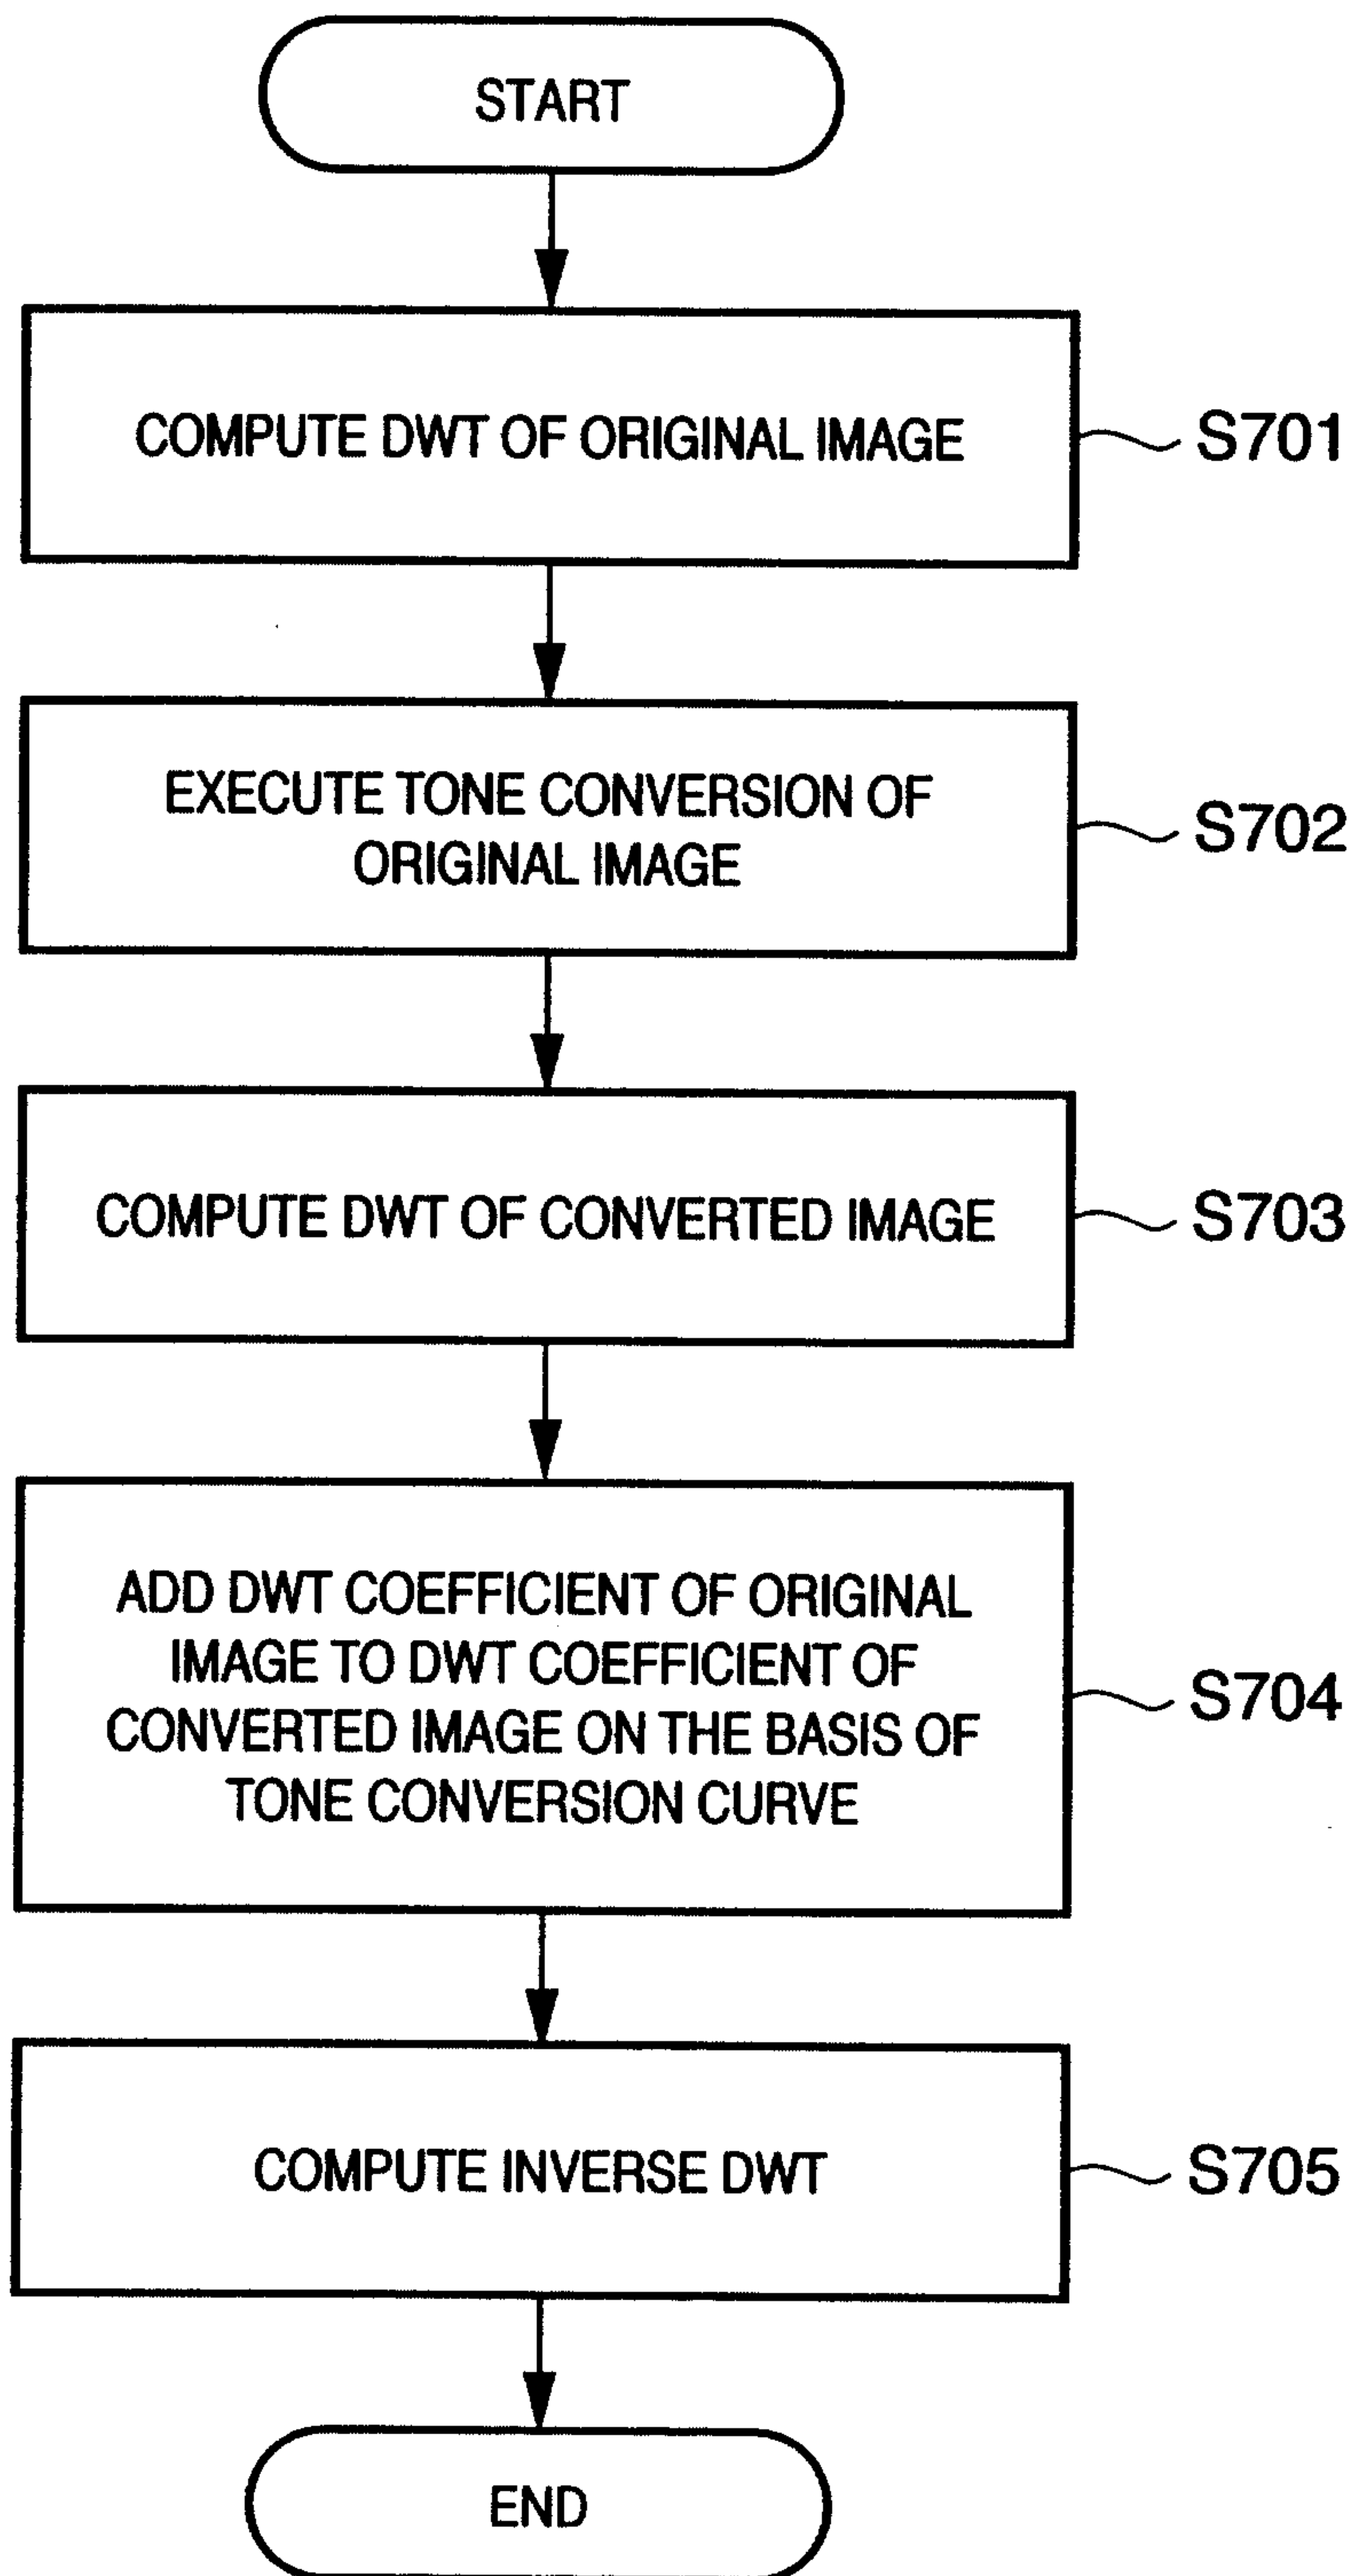 START
COMPUTE DWT OF ORIGINAL IMAGE
S701
EXECUTE TONE CONVERSION OF
ORIGINAL IMAGE
S702
COMPUTE DWT OF CONVERTED IMAGE
S703
ADD DWT COEFFICIENT OF ORIGINAL
IMAGE TO DWT COEFFICIENT OF
CONVERTED IMAGE ON THE BASIS OF
TONE CONVERSION CURVE
S704
COMPUTE INVERSE DWT
S705
END